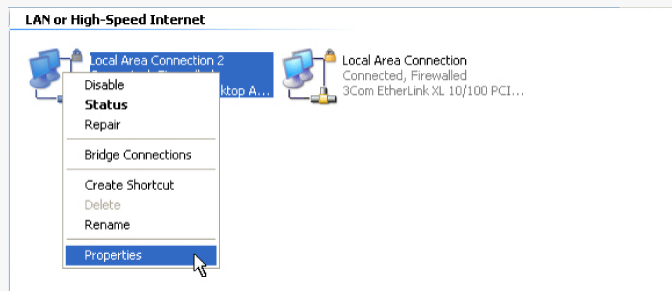 LAN or High-Speed Internet
Local Area Connection 2
ktop A...
Local Area Connection
Connected, Firewalled
3Com EtherLink XL 10/100 PCI...
Disable
Status
Repair
Bridge Connections
Create Shortcut
Delete
Rename
Properties